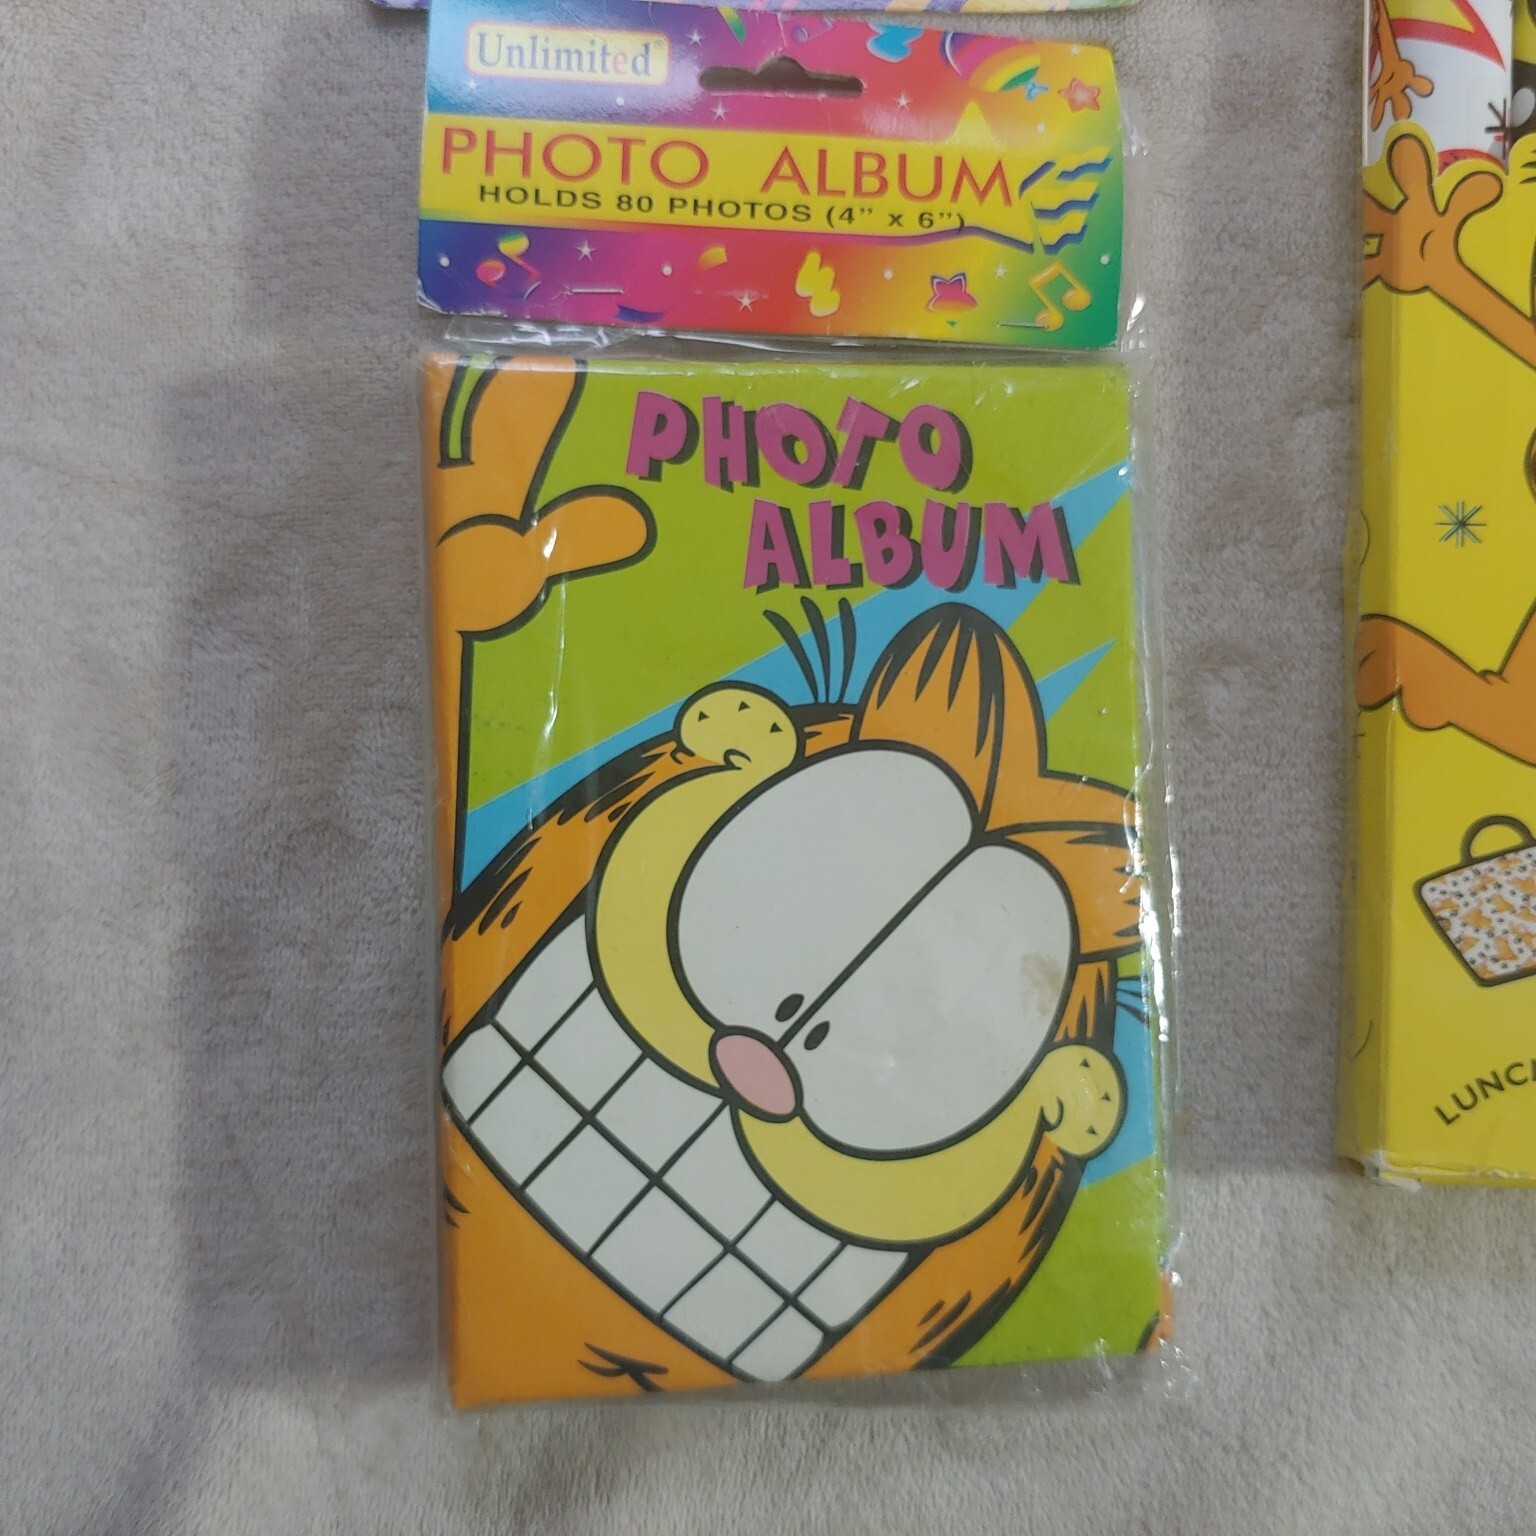 Unlimited®
PHOTO ALBUM
HOLDS 80 PHOTOS (4" x 6")
PHOTO
ALBUM